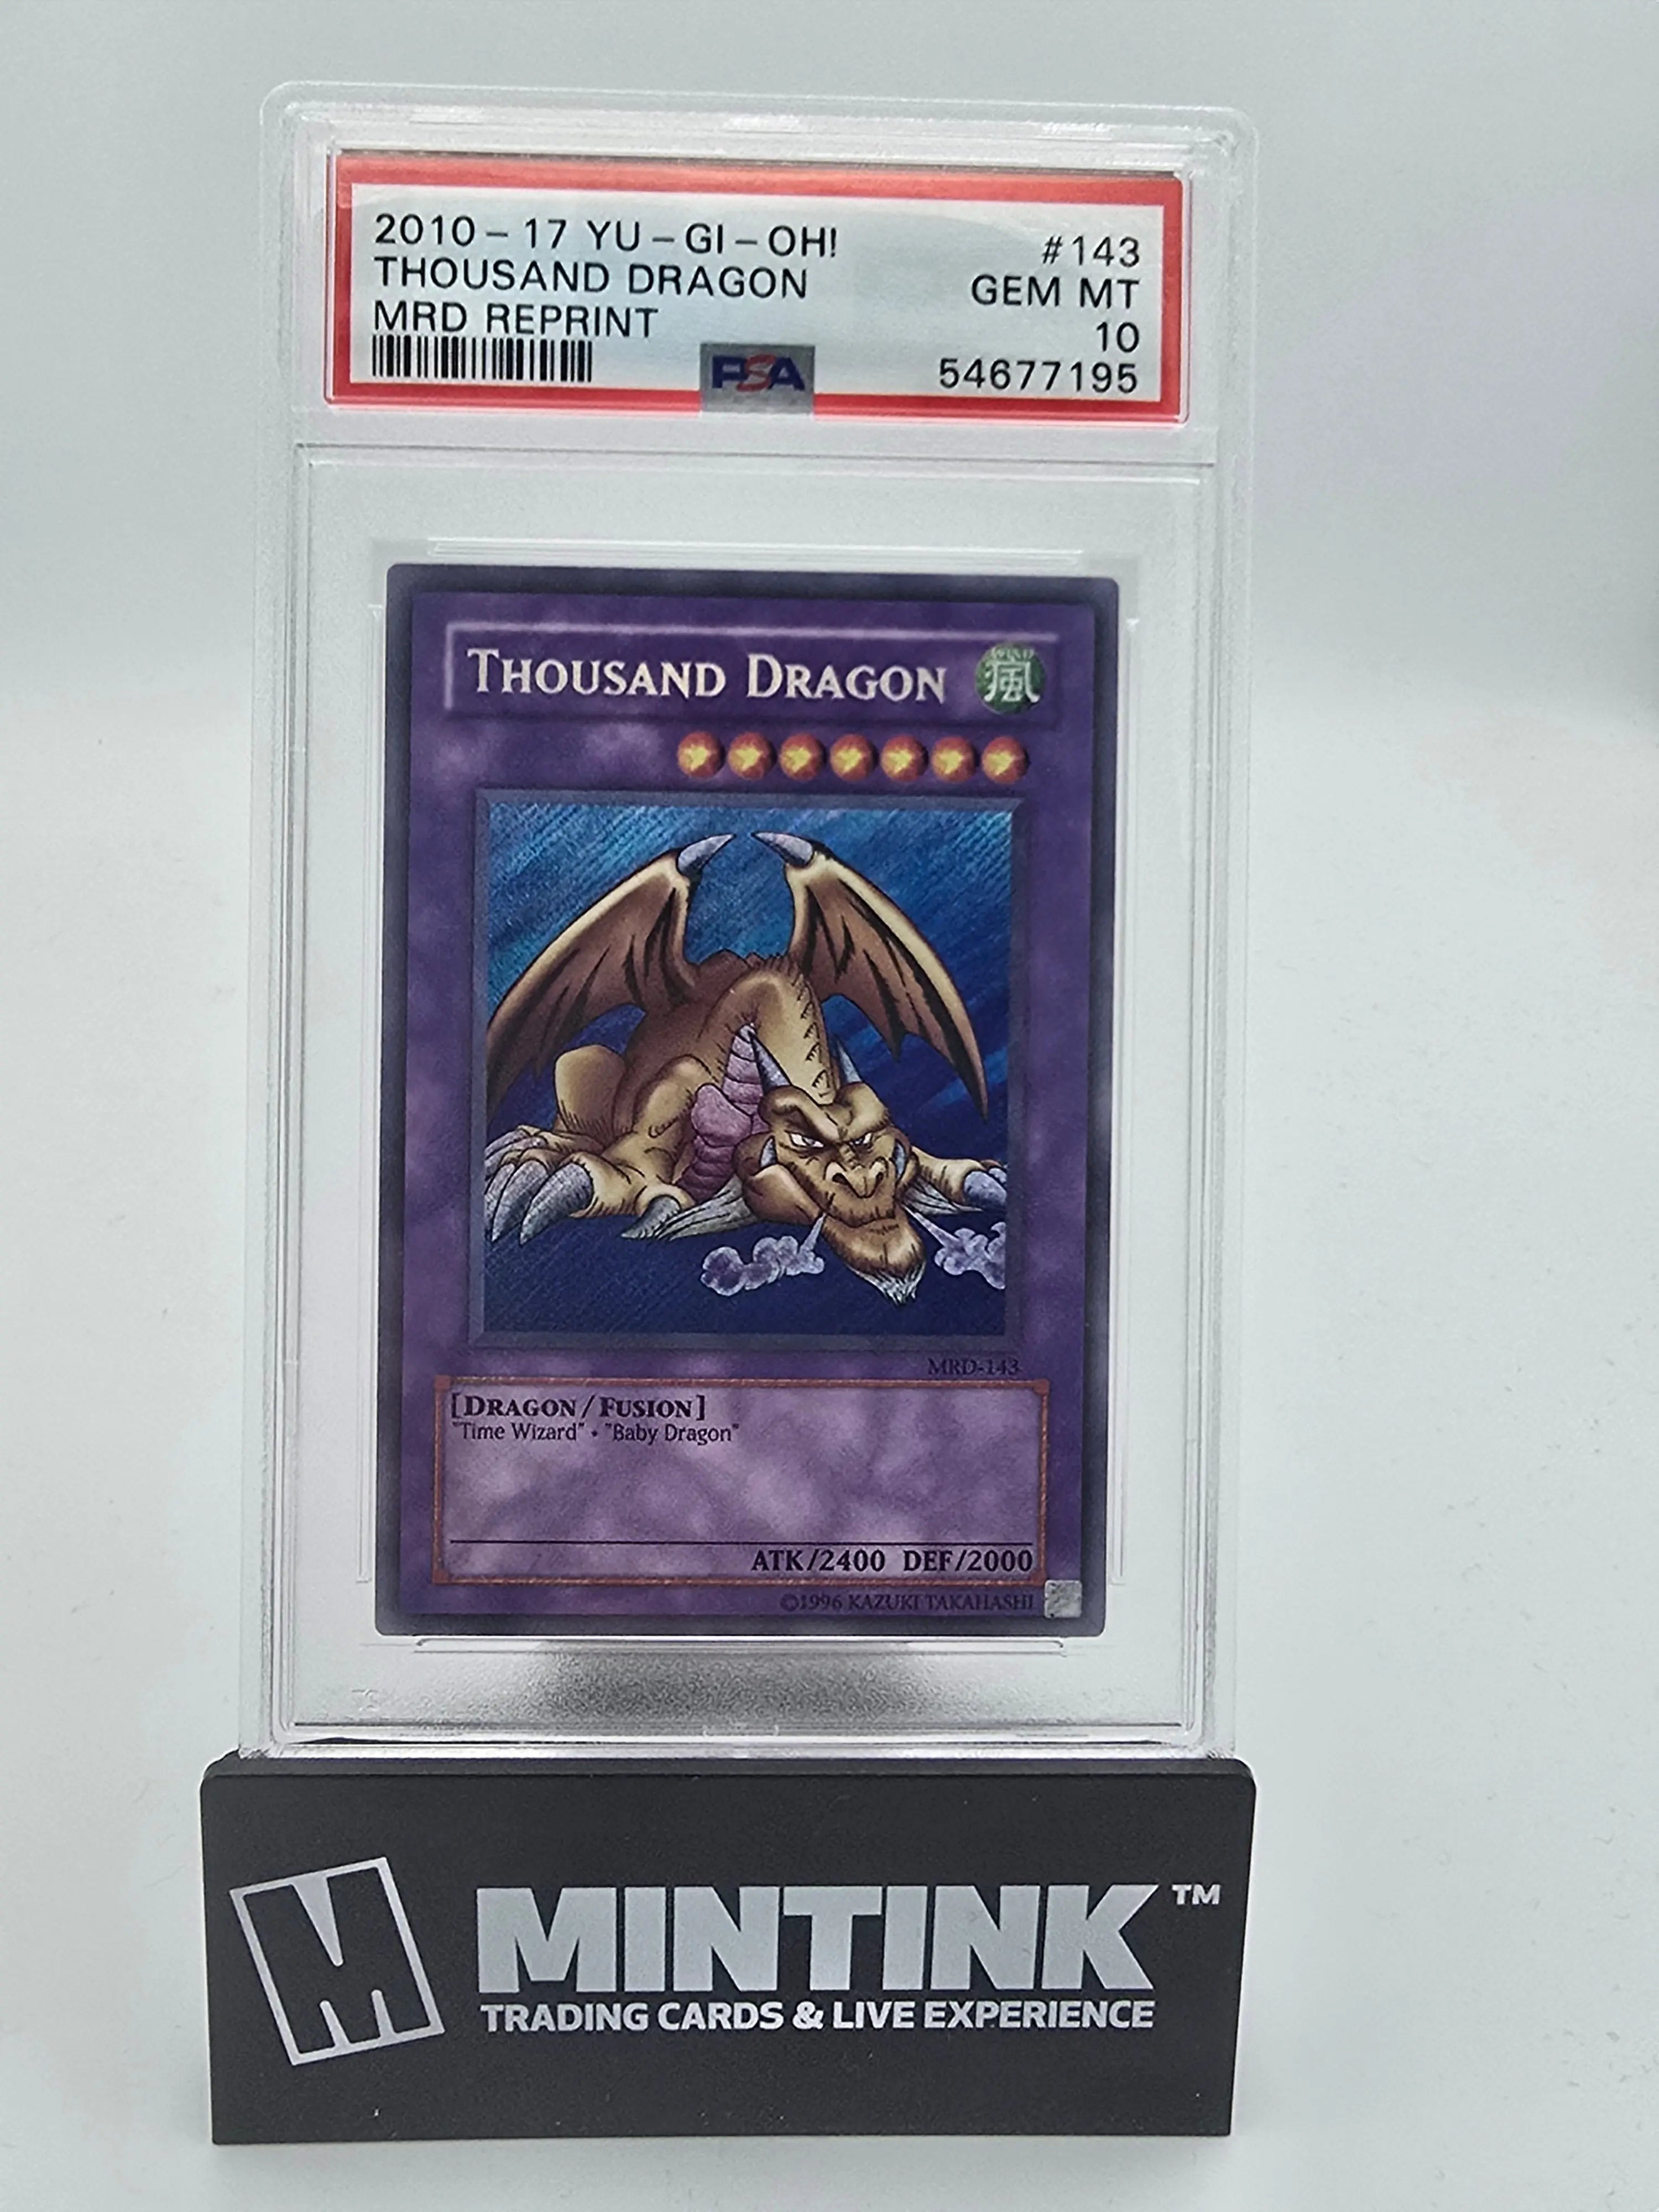 2010-17 YU-GI-OH! #143
THOUSAND DRAGON GEM MT
MRD REPRINT 10
PSA 54677195
THOUSAND DRAGON 風
MRD-143
[DRAGON/FUSION]
"Time Wizard" • "Baby Dragon"
ATK/2400 DEF/2000
©1996 KAZUKI TAKAHASHI
M MINTINK™
TRADING CARDS & LIVE EXPERIENCE